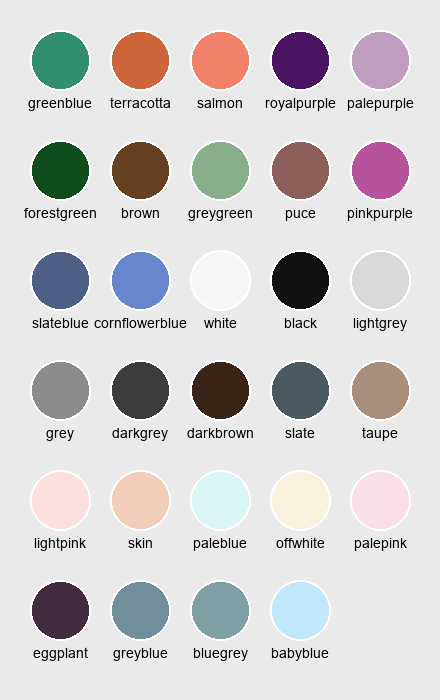 greenblue terracotta salmon royalpurple palepurple
forestgreen brown greygreen puce pinkpurple
slateblue cornflowerblue white black lightgrey
grey darkgrey darkbrown slate taupe
lightpink skin paleblue offwhite palepink
eggplant greyblue bluegrey babyblue